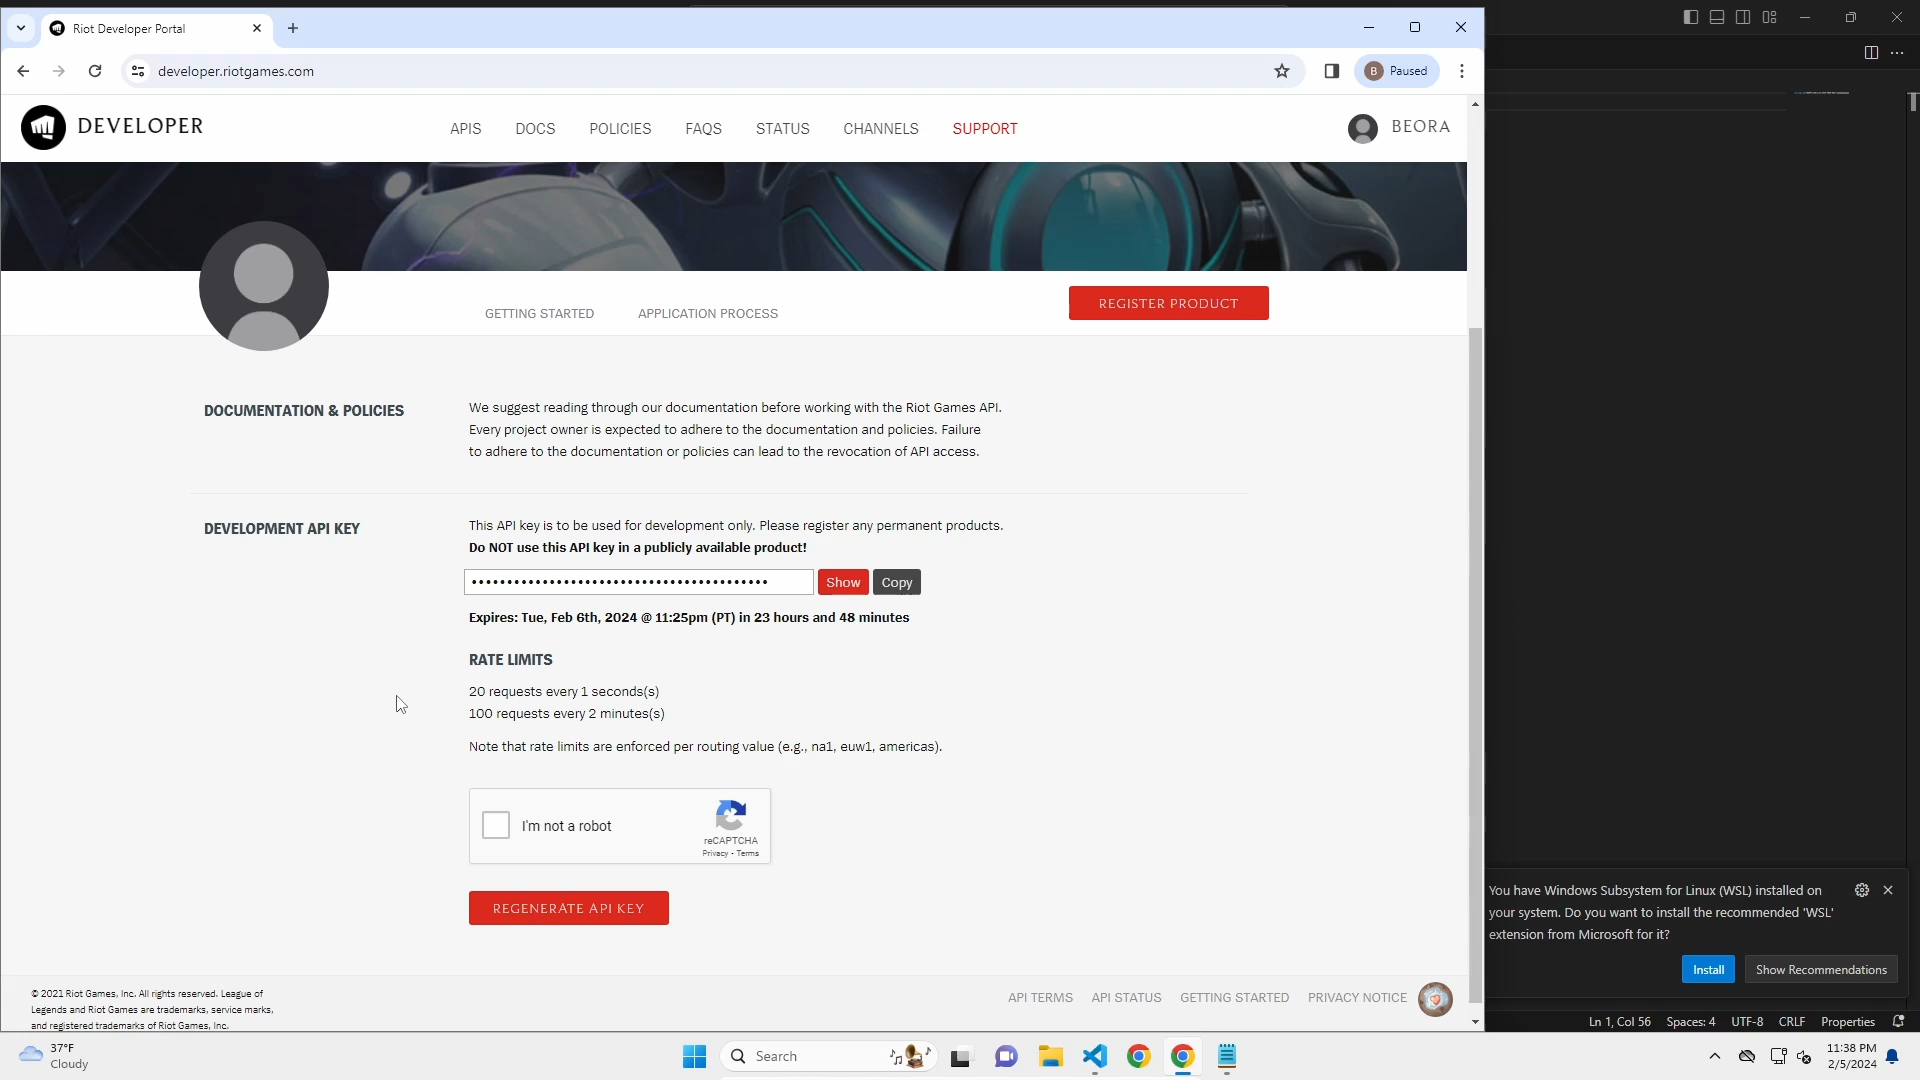 Riot Developer Portal
developer.riotgames.com
B Paused
DEVELOPER
APIS DOCS POLICIES FAQS STATUS CHANNELS SUPPORT
BEORA
GETTING STARTED APPLICATION PROCESS
REGISTER PRODUCT
DOCUMENTATION & POLICIES
We suggest reading through our documentation before working with the Riot Games API.
Every project owner is expected to adhere to the documentation and policies. Failure
to adhere to the documentation or policies can lead to the revocation of API access.
DEVELOPMENT API KEY
This API key is to be used for development only. Please register any permanent products.
Do NOT use this API key in a publicly available product!
Show Copy
Expires: Tue, Feb 6th, 2024 @ 11:25pm (PT) in 23 hours and 48 minutes
RATE LIMITS
20 requests every 1 seconds(s)
100 requests every 2 minutes(s)
Note that rate limits are enforced per routing value (e.g., na1, euw1, americas).
I'm not a robot
reCAPTCHA
Privacy - Terms
REGENERATE API KEY
© 2021 Riot Games, Inc. All rights reserved. League of
Legends and Riot Games are trademarks, service marks,
and registered trademarks of Riot Games, Inc.
API TERMS API STATUS GETTING STARTED PRIVACY NOTICE
You have Windows Subsystem for Linux (WSL) installed on
your system. Do you want to install the recommended 'WSL'
extension from Microsoft for it?
Install Show Recommendations
Ln 1, Col 56 Spaces: 4 UTF-8 CRLF Properties
37°F
Cloudy
Search
11:38 PM
2/5/2024